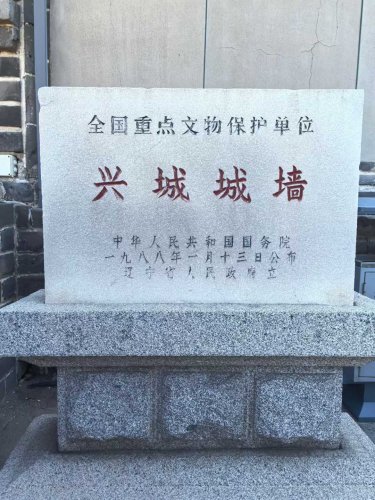 全国重点文物保护单位
兴城城墙
中华人民共和国国务院
一九八八年一月十三日公布
辽宁省人民政府立